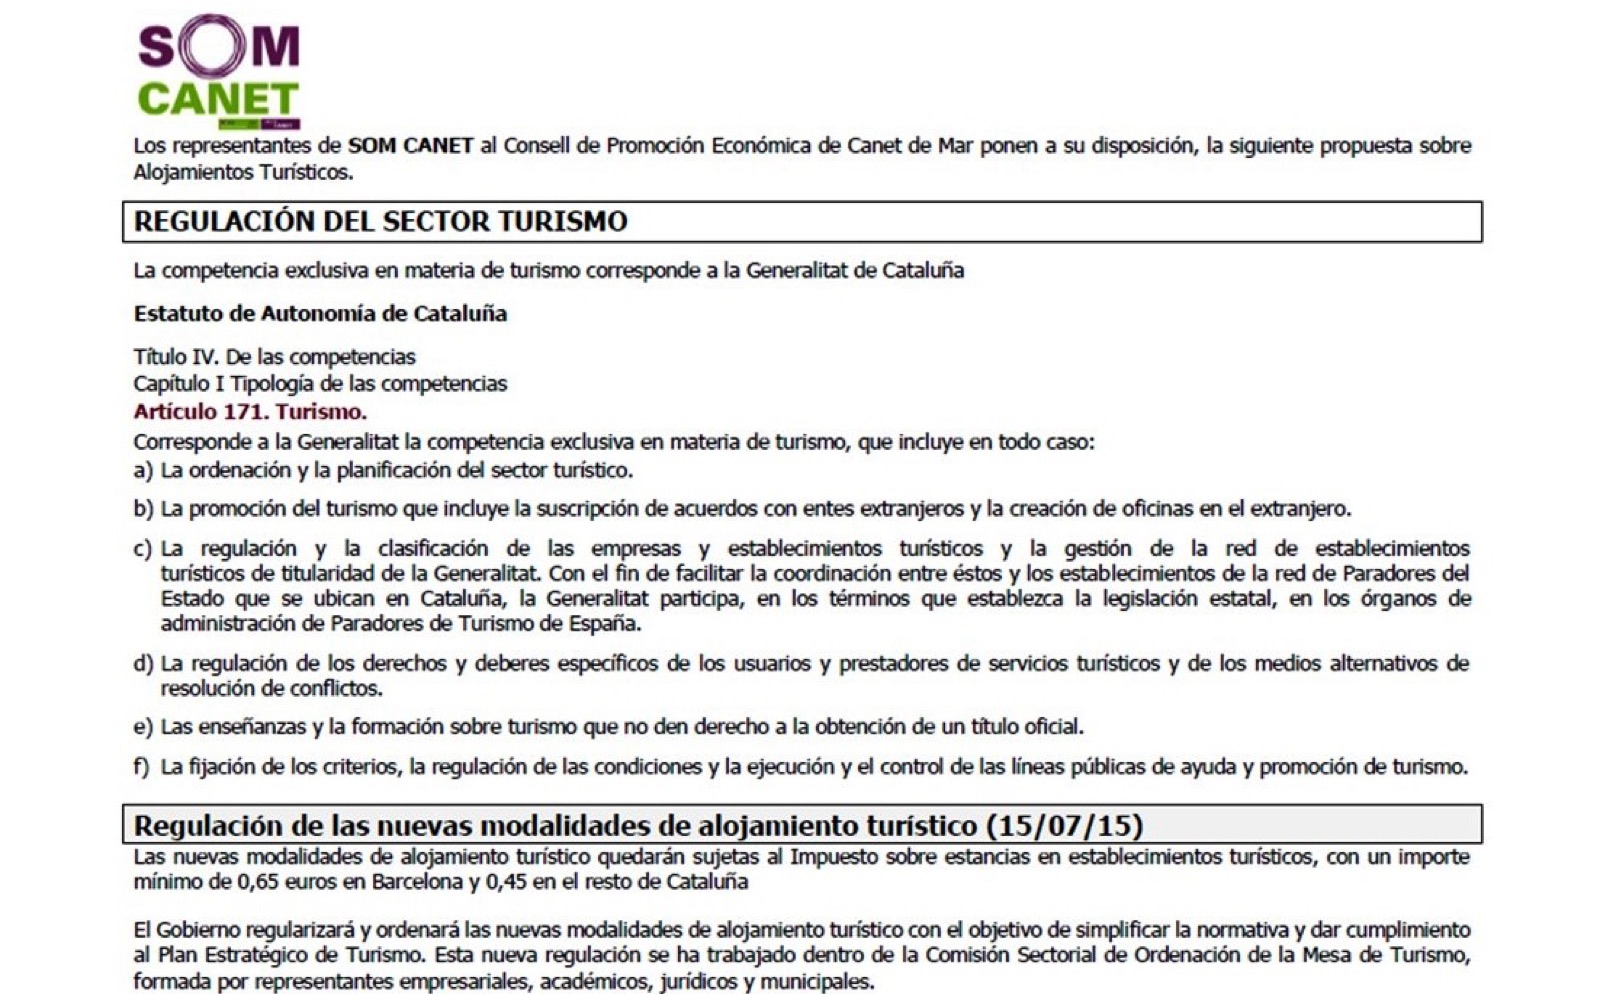 SOM
CANET
Los representantes de SOM CANET al Consell de Promoción Económica de Canet de Mar ponen a su disposición, la siguiente propuesta sobre
Alojamientos Turísticos.
REGULACIÓN DEL SECTOR TURISMO
La competencia exclusiva en materia de turismo corresponde a la Generalitat de Cataluña
Estatuto de Autonomía de Cataluña
Título IV. De las competencias
Capítulo I Tipología de las competencias
Artículo 171. Turismo.
Corresponde a la Generalitat la competencia exclusiva en materia de turismo, que incluye en todo caso:
a) La ordenación y la planificación del sector turístico.
b) La promoción del turismo que incluye la suscripción de acuerdos con entes extranjeros y la creación de oficinas en el extranjero.
c) La regulación y la clasificación de las empresas y establecimientos turísticos y la gestión de la red de establecimientos
turísticos de titularidad de la Generalitat. Con el fin de facilitar la coordinación entre éstos y los establecimientos de la red de Paradores del
Estado que se ubican en Cataluña, la Generalitat participa, en los términos que establezca la legislación estatal, en los órganos de
administración de Paradores de Turismo de España.
d) La regulación de los derechos y deberes específicos de los usuarios y prestadores de servicios turísticos y de los medios alternativos de
resolución de conflictos.
e) Las enseñanzas y la formación sobre turismo que no den derecho a la obtención de un título oficial.
f) La fijación de los criterios, la regulación de las condiciones y la ejecución y el control de las líneas públicas de ayuda y promoción de turismo.
Regulación de las nuevas modalidades de alojamiento turístico (15/07/15)
Las nuevas modalidades de alojamiento turístico quedarán sujetas al Impuesto sobre estancias en establecimientos turísticos, con un importe
mínimo de 0,65 euros en Barcelona y 0,45 en el resto de Cataluña
El Gobierno regularizará y ordenará las nuevas modalidades de alojamiento turístico con el objetivo de simplificar la normativa y dar cumplimiento
al Plan Estratégico de Turismo. Esta nueva regulación se ha trabajado dentro de la Comisión Sectorial de Ordenación de la Mesa de Turismo,
formada por representantes empresariales, académicos, jurídicos y municipales.